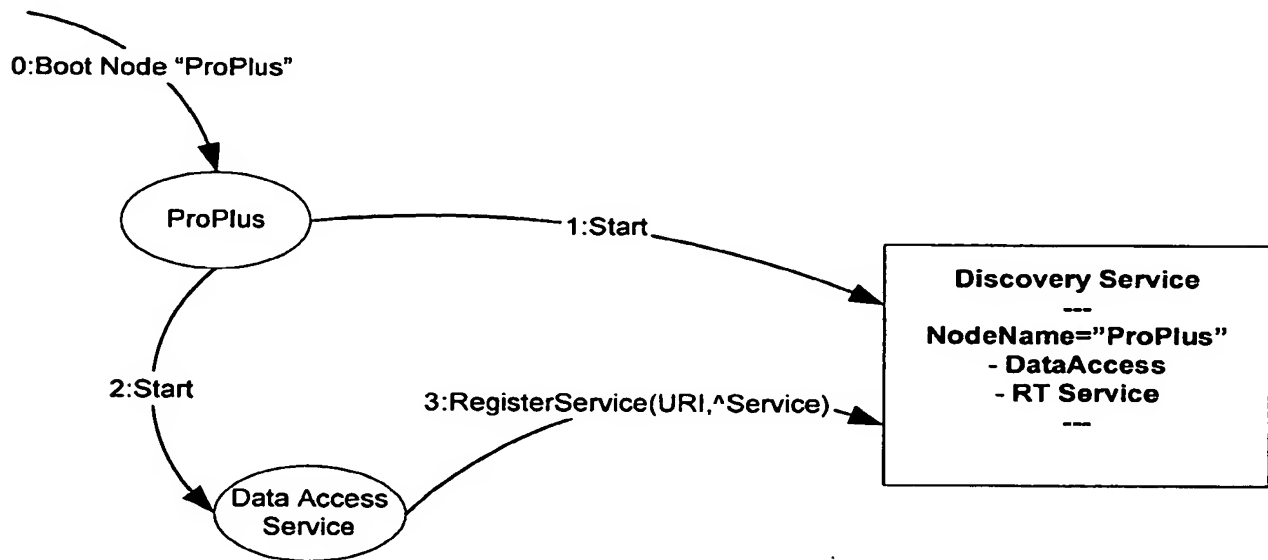 0:Boot Node “ProPlus”
ProPlus
1:Start
Discovery Service
---
NodeName=”ProPlus”
- DataAccess
- RT Service
---
2:Start
3:RegisterService(URI,^Service)
Data Access
Service